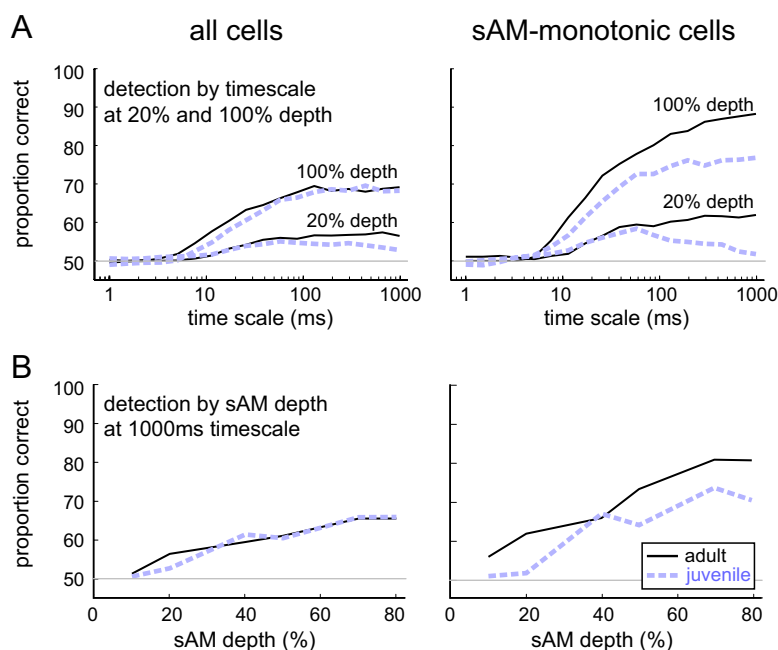 A
all cells
sAM-monotonic cells
proportion correct
100
90
80
70
60
50
detection by timescale
at 20% and 100% depth
100% depth
20% depth
1
10
100
1000
time scale (ms)
100% depth
20% depth
1
10
100
1000
time scale (ms)
B
proportion correct
100
90
80
70
60
50
detection by sAM depth
at 1000ms timescale
0
20
40
60
80
sAM depth (%)
adult
juvenile
0
20
40
60
80
sAM depth (%)